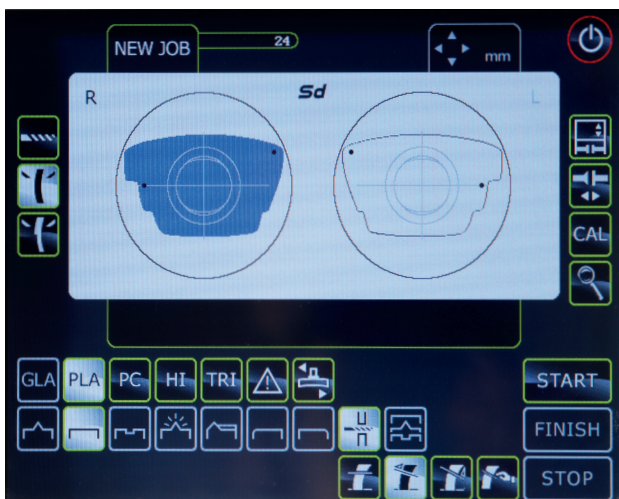 NEW JOB 24
mm
R Sd L
CAL
GLA PLA PC HI TRI START
FINISH
STOP